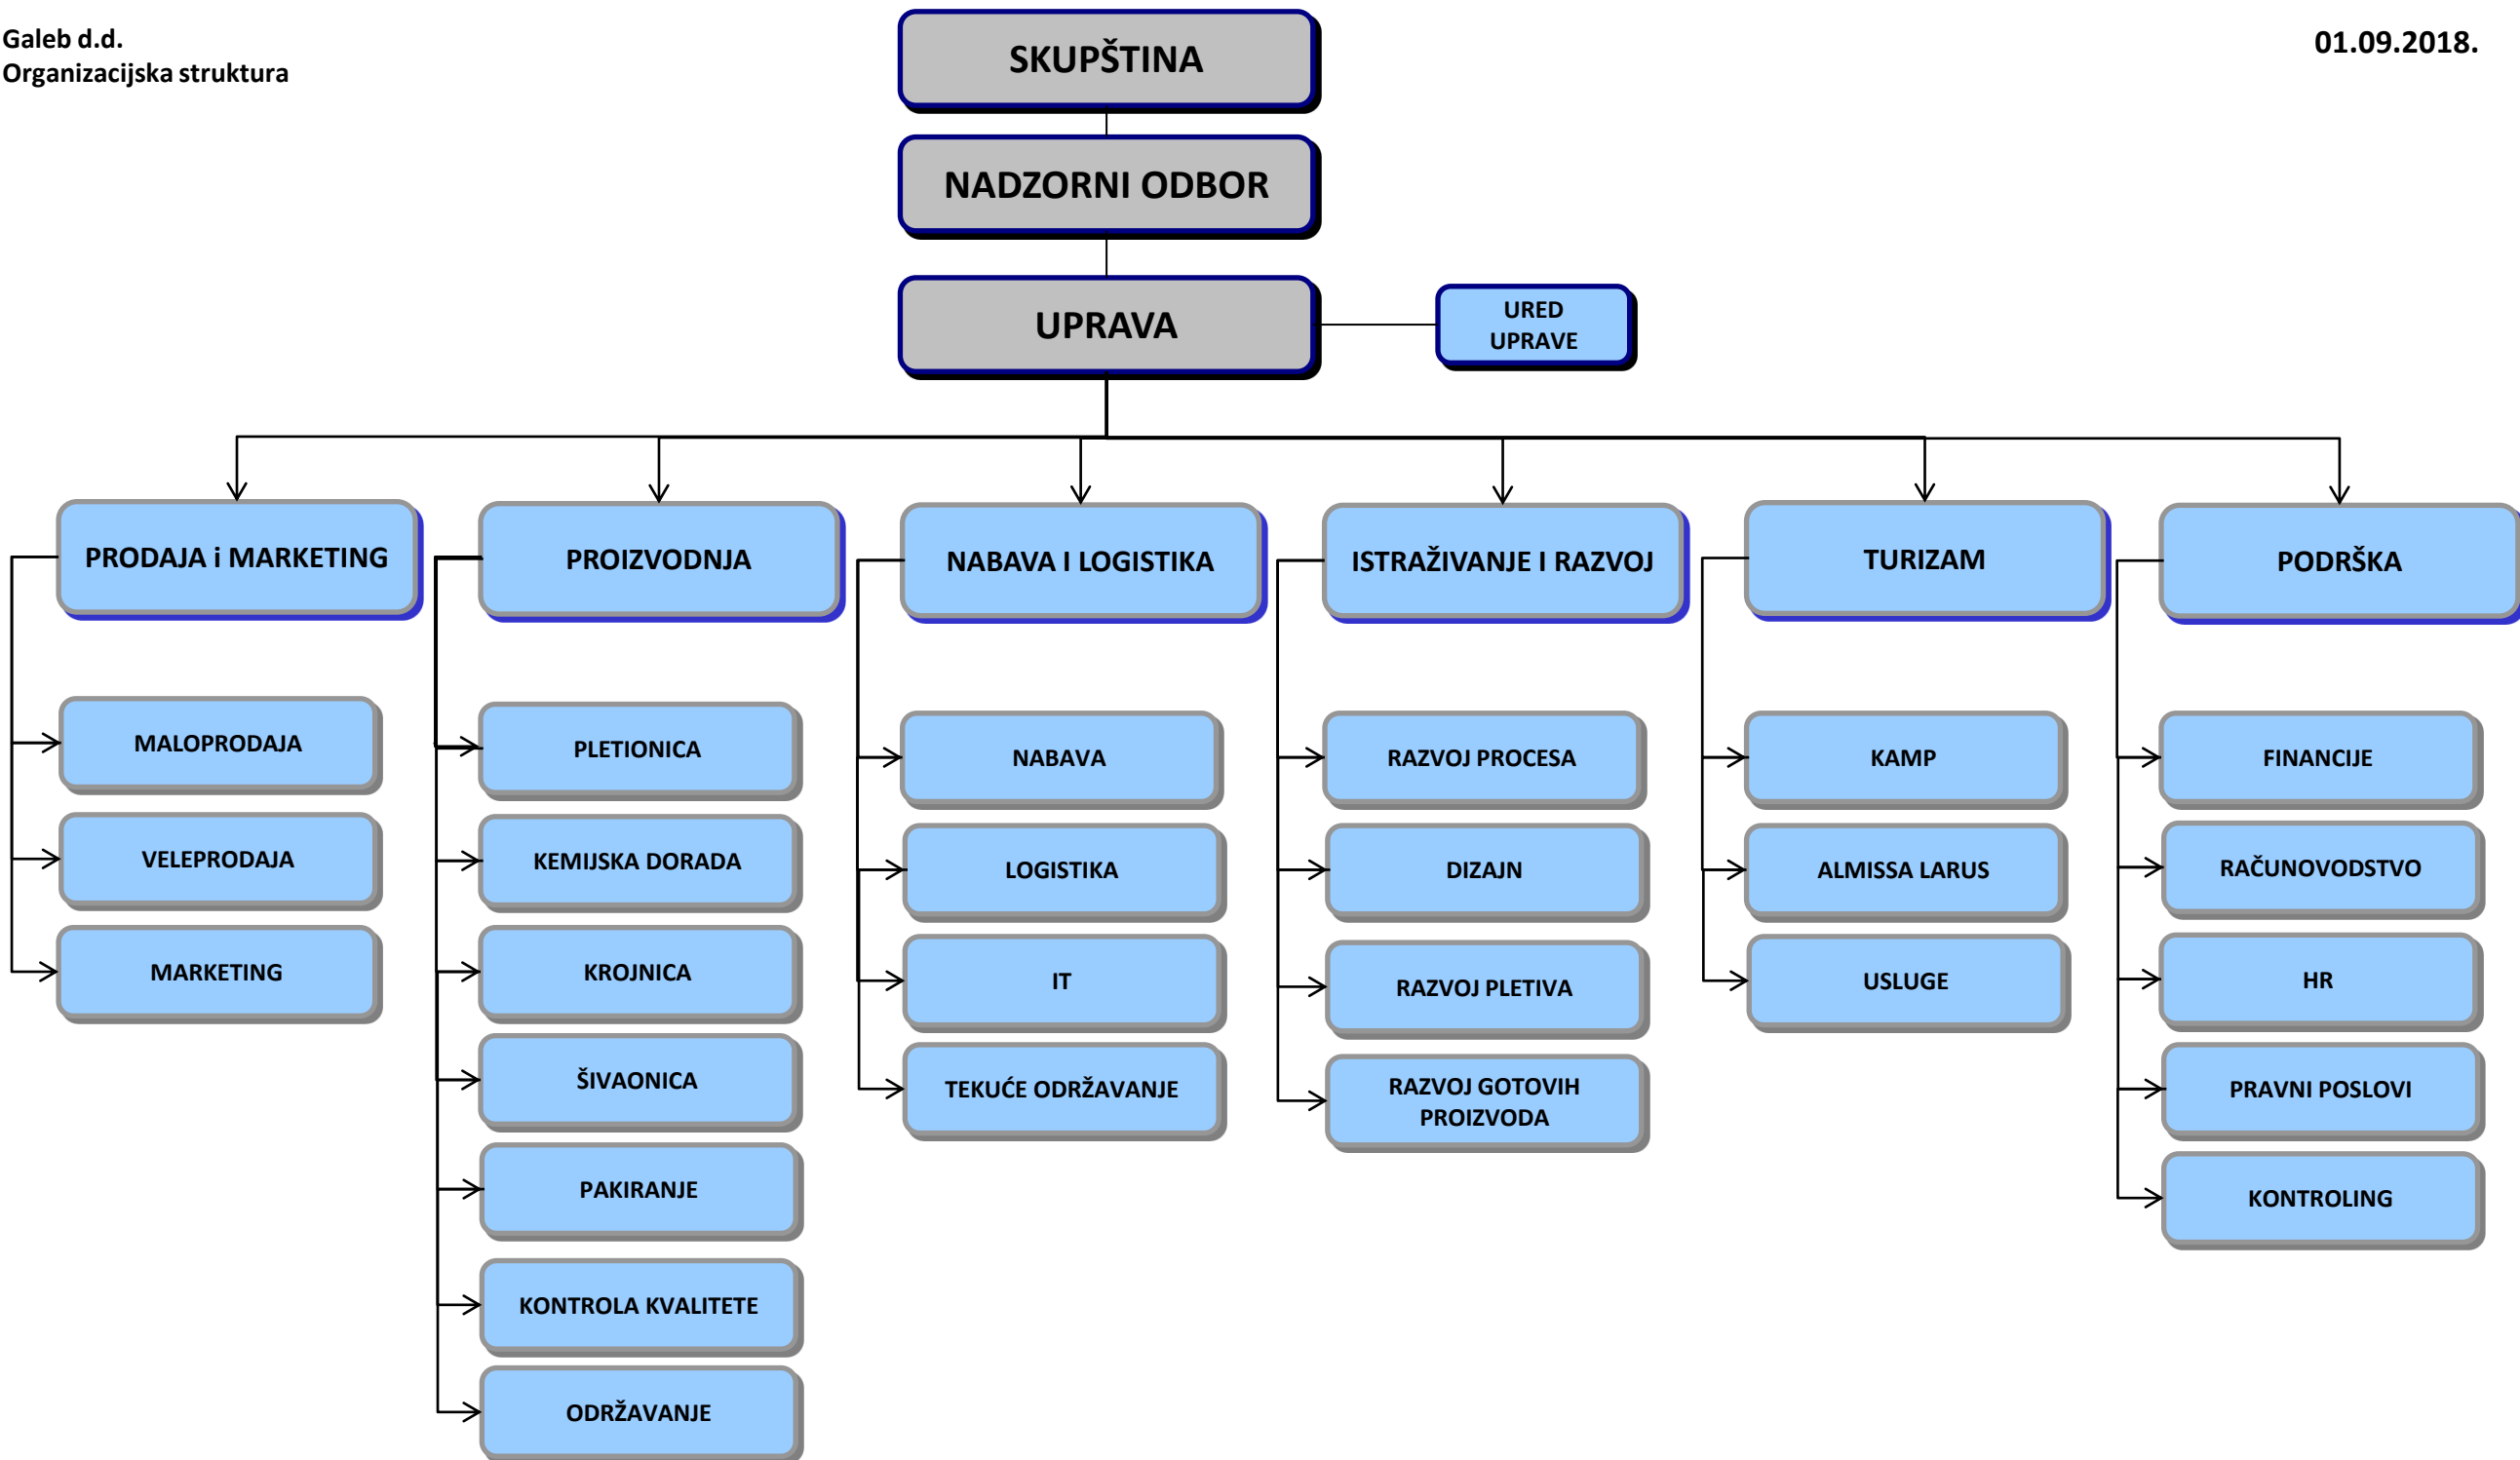 Galeb d.d.
Organizacijska struktura
01.09.2018.
SKUPŠTINA
NADZORNI ODBOR
UPRAVA
URED
UPRAVE
PRODAJA i MARKETING
MALOPRODAJA
VELEPRODAJA
MARKETING
PROIZVODNJA
PLETIONICA
KEMIJSKA DORADA
KROJNICA
ŠIVAONICA
PAKIRANJE
KONTROLA KVALITETE
ODRŽAVANJE
NABAVA I LOGISTIKA
NABAVA
LOGISTIKA
IT
TEKUĆE ODRŽAVANJE
ISTRAŽIVANJE I RAZVOJ
RAZVOJ PROCESA
DIZAJN
RAZVOJ PLETIVA
RAZVOJ GOTOVIH
PROIZVODA
TURIZAM
KAMP
ALMISSA LARUS
USLUGE
PODRŠKA
FINANCIJE
RAČUNOVODSTVO
HR
PRAVNI POSLOVI
KONTROLING